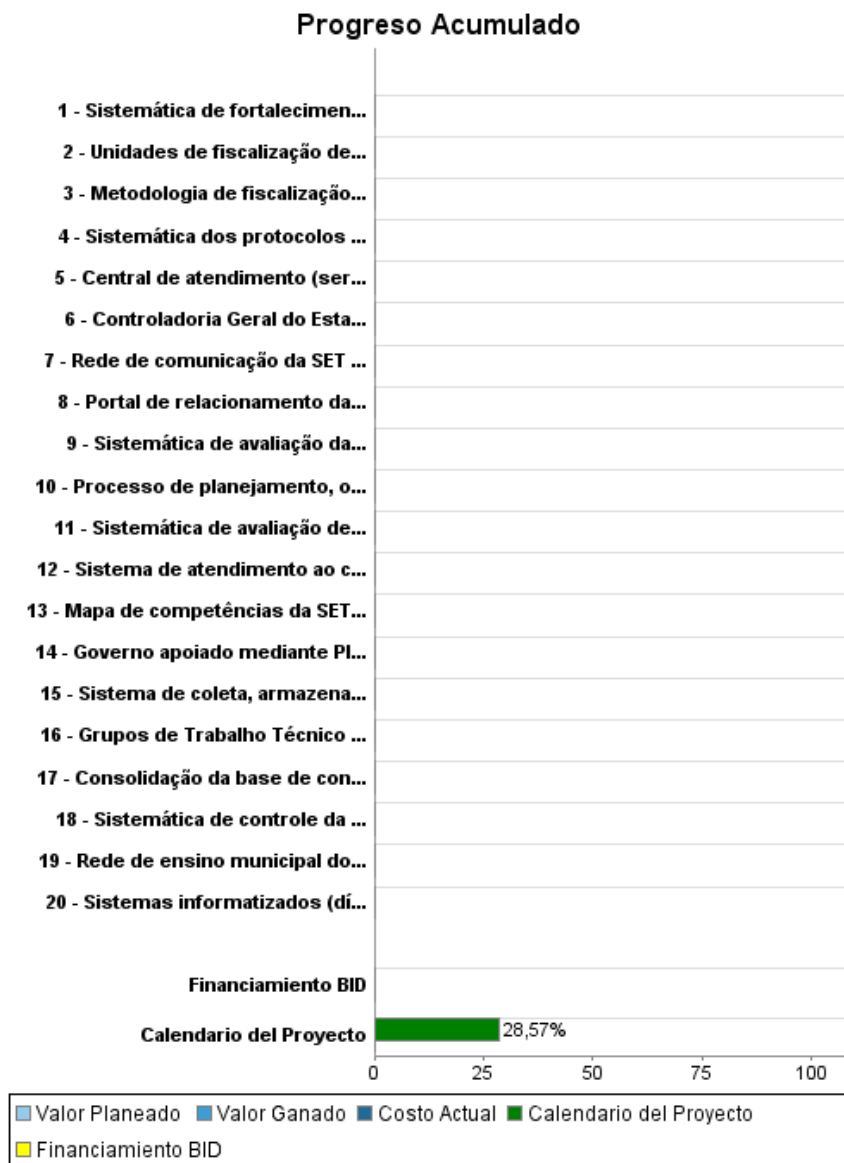 Progreso Acumulado
1 - Sistemática de fortalecimen...
2 - Unidades de fiscalização de...
3 - Metodologia de fiscalização...
4 - Sistemática dos protocolos ...
5 - Central de atendimento (ser...
6 - Controladoria Geral do Esta...
7 - Rede de comunicação da SET ...
8 - Portal de relacionamento da...
9 - Sistemática de avaliação da...
10 - Processo de planejamento, o...
11 - Sistemática de avaliação de...
12 - Sistema de atendimento ao c...
13 - Mapa de competências da SET...
14 - Governo apoiado mediante Pl...
15 - Sistema de coleta, armazena...
16 - Grupos de Trabalho Técnico ...
17 - Consolidação da base de con...
18 - Sistemática de controle da ...
19 - Rede de ensino municipal do...
20 - Sistemas informatizados (dí...
Financiamiento BID
Calendario del Proyecto 28,57%
0 25 50 75 100
Valor Planeado Valor Ganado Costo Actual Calendario del Proyecto
Financiamiento BID